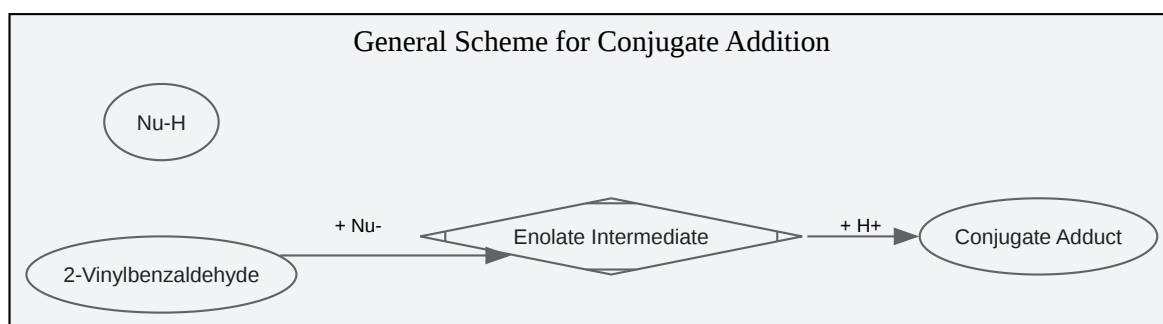 General Scheme for Conjugate Addition
Nu-H
2-Vinylbenzaldehyde
+ Nu-
Enolate Intermediate
+ H+
Conjugate Adduct